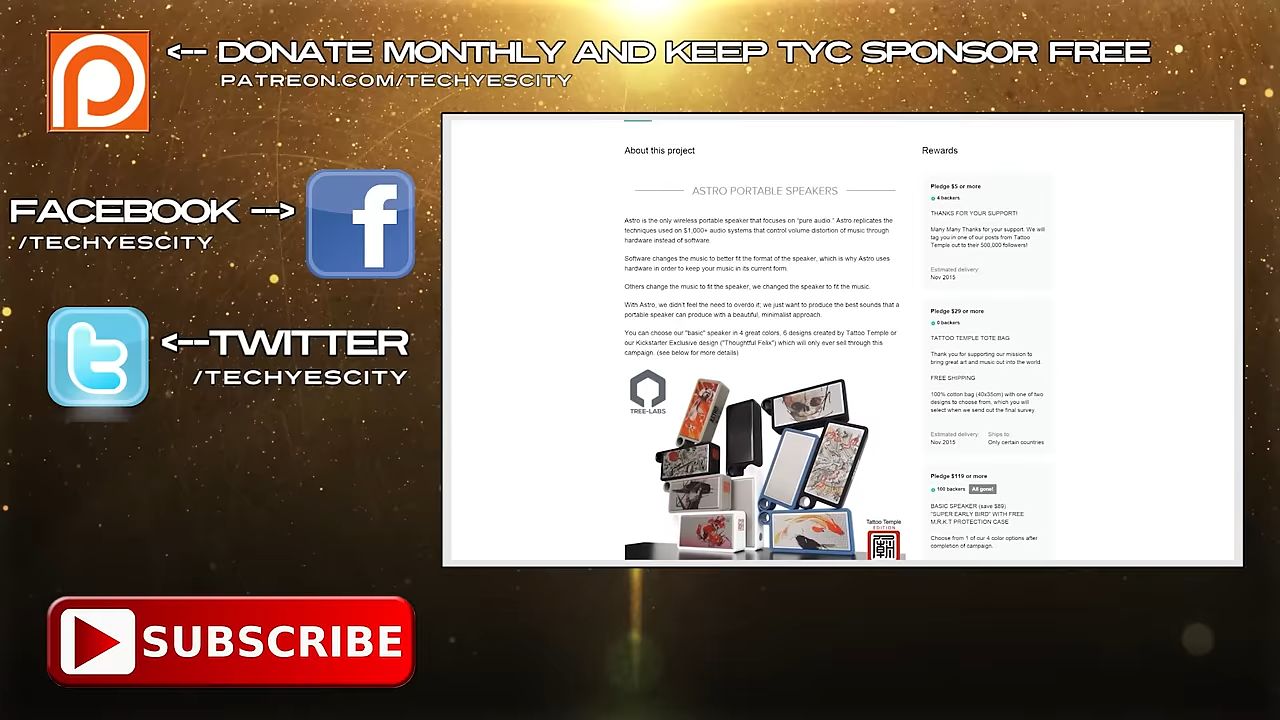 <-- DONATE MONTHLY AND KEEP TYC SPONSOR FREE
PATREON.COM/TECHYESCITY
FACEBOOK -->
/TECHYESCITY
<--TWITTER
/TECHYESCITY
SUBSCRIBE
About this project
ASTRO PORTABLE SPEAKERS
Astro is the only wireless portable speaker that focuses on "pure audio." Astro replicates the
techniques used on $1,000+ audio systems that control volume distortion of music through
hardware instead of software.
Software changes the music to better fit the format of the speaker, which is why Astro uses
hardware in order to keep your music in its current form.
Others change the music to fit the speaker, we changed the speaker to fit the music.
With Astro, we didn't feel the need to overdo it; we just want to produce the best sounds that a
portable speaker can produce with a beautiful, minimalist approach.
You can choose our "basic" speaker in 4 great colors, 6 designs created by Tattoo Temple or
our Kickstarter Exclusive design ("Thoughtful Felix") which will only ever sell through this
campaign. (see below for more details)
TREE-LABS
Tattoo Temple
EDITION
Rewards
Pledge $5 or more
4 backers
THANKS FOR YOUR SUPPORT!
Many Many Thanks for your support. We will
tag you in one of our posts from Tattoo
Temple out to their 500,000 followers!
Estimated delivery:
Nov 2015
Pledge $29 or more
0 backers
TATTOO TEMPLE TOTE BAG
Thank you for supporting our mission to
bring great art and music out into the world.
FREE SHIPPING
100% cotton bag (40x35cm) with one of two
designs to choose from, which you will
select when we send out the final survey.
Estimated delivery: Ships to:
Nov 2015 Only certain countries
Pledge $119 or more
100 backers All gone!
BASIC SPEAKER (save $89)
"SUPER EARLY BIRD" WITH FREE
M.R.K.T PROTECTION CASE
Choose from 1 of our 4 color options after
completion of campaign.